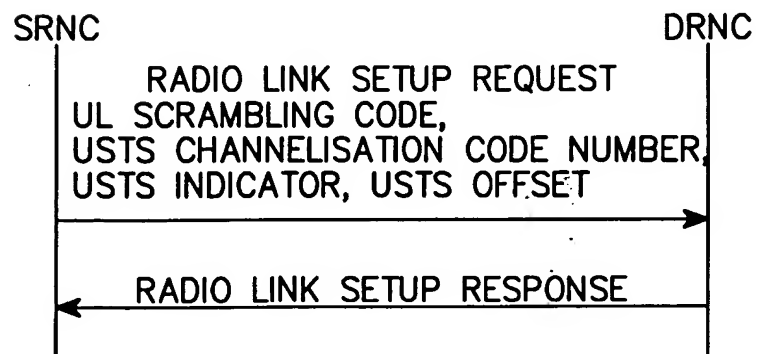 SRNC DRNC
RADIO LINK SETUP REQUEST
UL SCRAMBLING CODE,
USTS CHANNELISATION CODE NUMBER,
USTS INDICATOR, USTS OFFSET
RADIO LINK SETUP RESPONSE